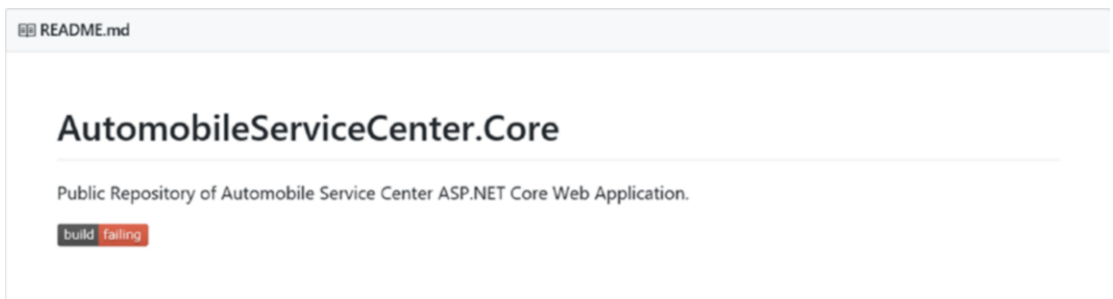 README.md
AutomobileServiceCenter.Core
Public Repository of Automobile Service Center ASP.NET Core Web Application.
build failing